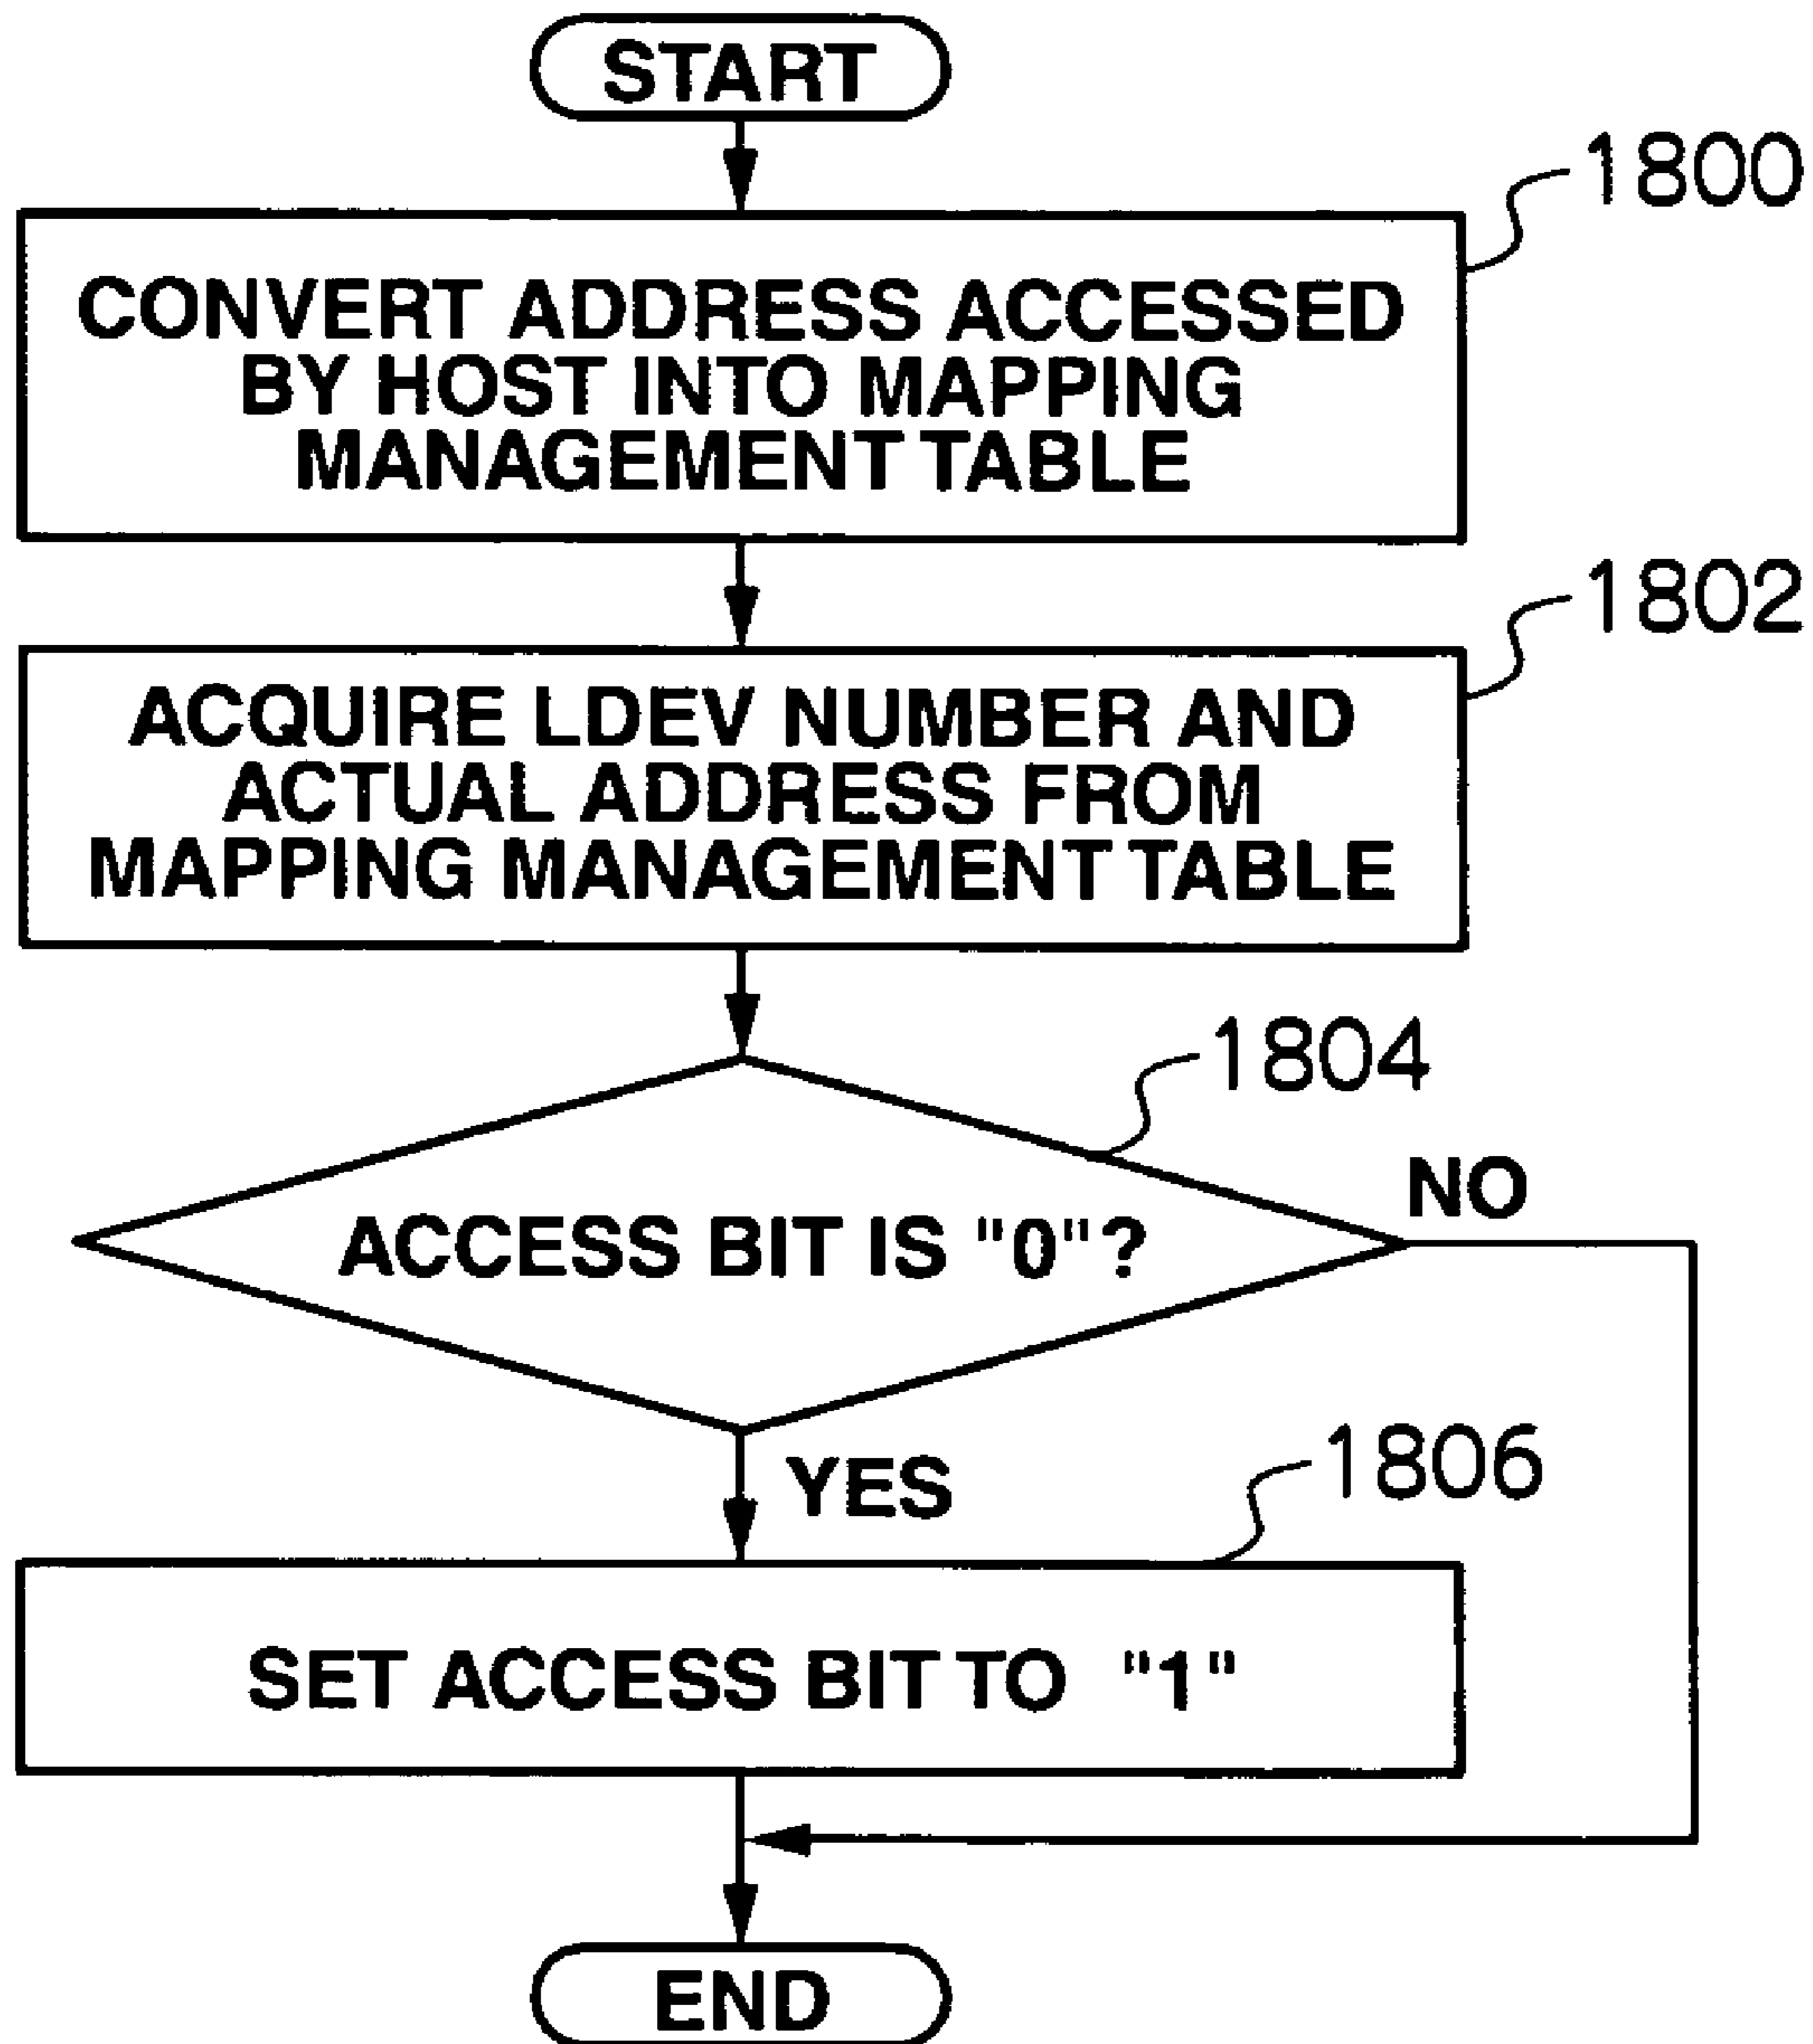 START
1800
CONVERT ADDRESS ACCESSED
BY HOST INTO MAPPING
MANAGEMENT TABLE
1802
ACQUIRE LDEV NUMBER AND
ACTUAL ADDRESS FROM
MAPPING MANAGEMENT TABLE
1804
NO
ACCESS BIT IS "0"?
YES
1806
SET ACCESS BIT TO "1"
END